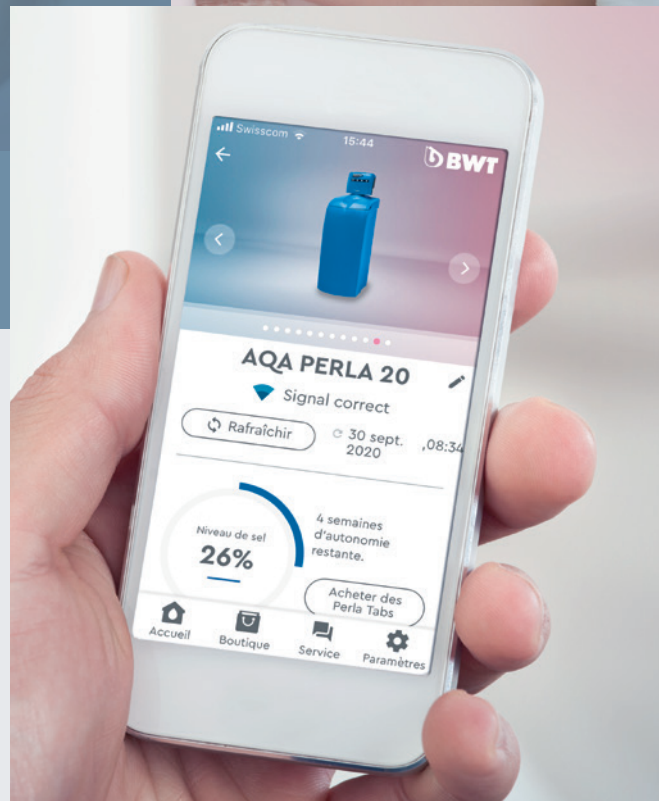 Swisscom 15:44
BWT
AQA PERLA 20
Signal correct
Rafraîchir
30 sept. ,08:34
2020
Niveau de sel
26%
4 semaines
d'autonomie
restante.
Acheter des
Perla Tabs
Accueil
Boutique
Service
Paramètres